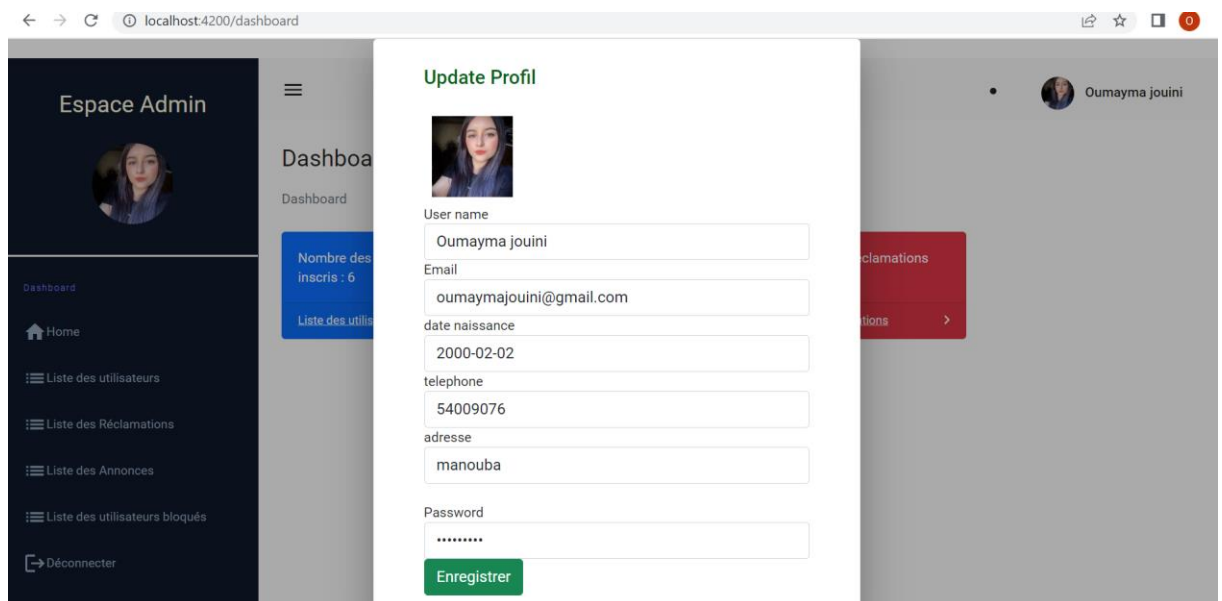 localhost:4200/dashboard
O
Espace Admin
Dashboard
Home
Liste des utilisateurs
Liste des Réclamations
Liste des Annonces
Liste des utilisateurs bloqués
Déconnecter
Oumayma jouini
Dashboa
Dashboard
Nombre des
inscris : 6
Liste des utilis
clamations
tions
Update Profil
User name
Oumayma jouini
Email
oumaymajouini@gmail.com
date naissance
2000-02-02
telephone
54009076
adresse
manouba
Password
•••••••••
Enregistrer